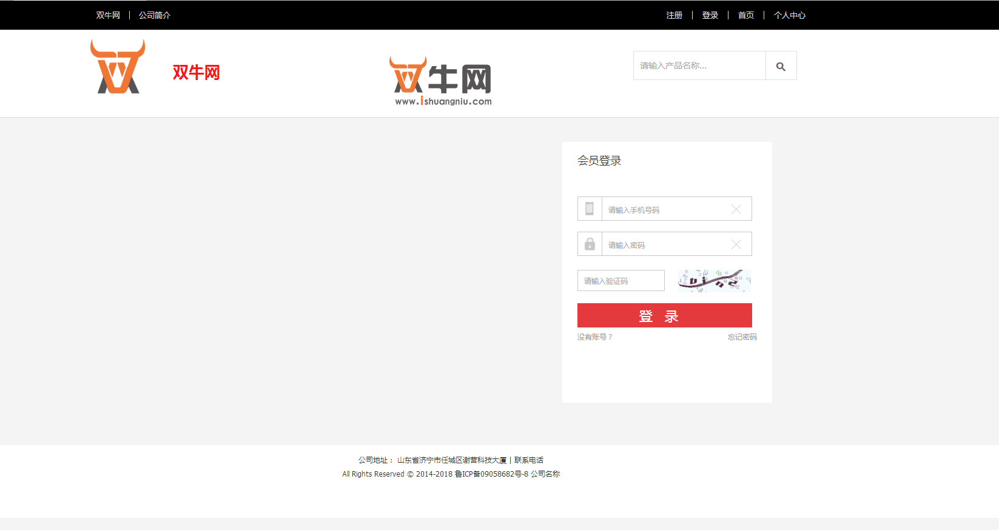 双牛网 | 公司简介
注册 | 登录 | 首页 | 个人中心
双牛网
双牛网
www.ishuangniu.com
请输入产品名称...
会员登录
请输入手机号码
请输入密码
请输入验证码
登 录
没有账号？
忘记密码
公司地址： 山东省济宁市任城区谢营科技大厦 | 联系电话
All Rights Reserved © 2014-2018 鲁ICP备09058682号-8 公司名称